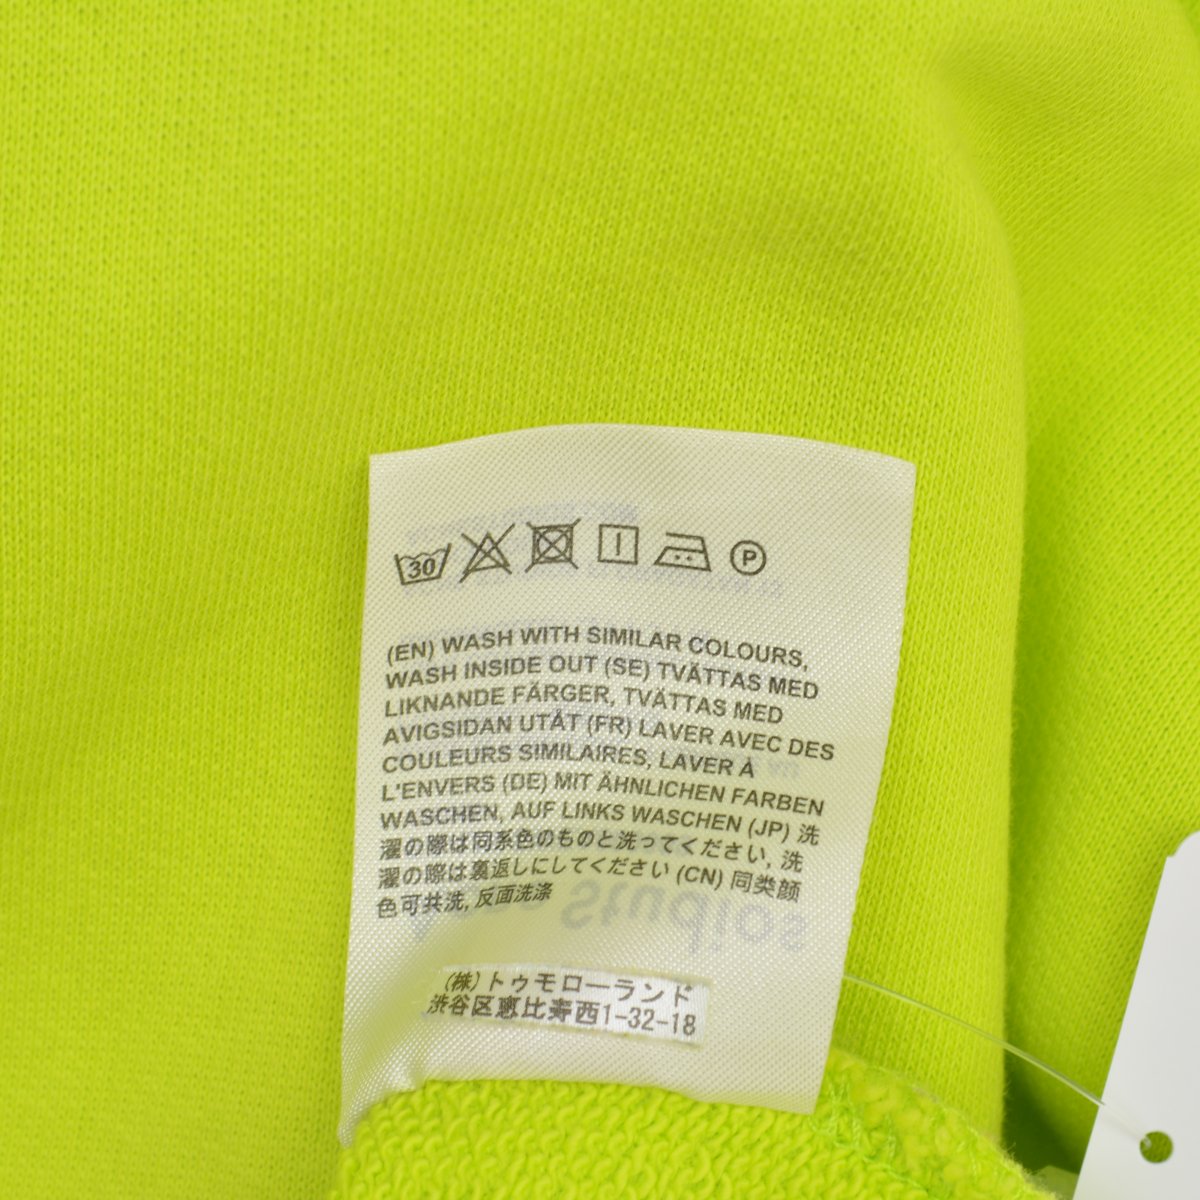 30
P
(EN) WASH WITH SIMILAR COLOURS,
WASH INSIDE OUT (SE) TVÄTTAS MED
LIKNANDE FÄRGER, TVÄTTAS MED
AVIGSIDAN UTÅT (FR) LAVER AVEC DES
COULEURS SIMILAIRES, LAVER À
L'ENVERS (DE) MIT ÄHNLICHEN FARBEN
WASCHEN, AUF LINKS WASCHEN (JP) 洗
濯の際は同系色のものと洗ってください, 洗
濯の際は裏返しにしてください (CN) 同类颜
色可共洗, 反面洗涤
Studios
(株)トゥモローランド
渋谷区恵比寿西1-32-18